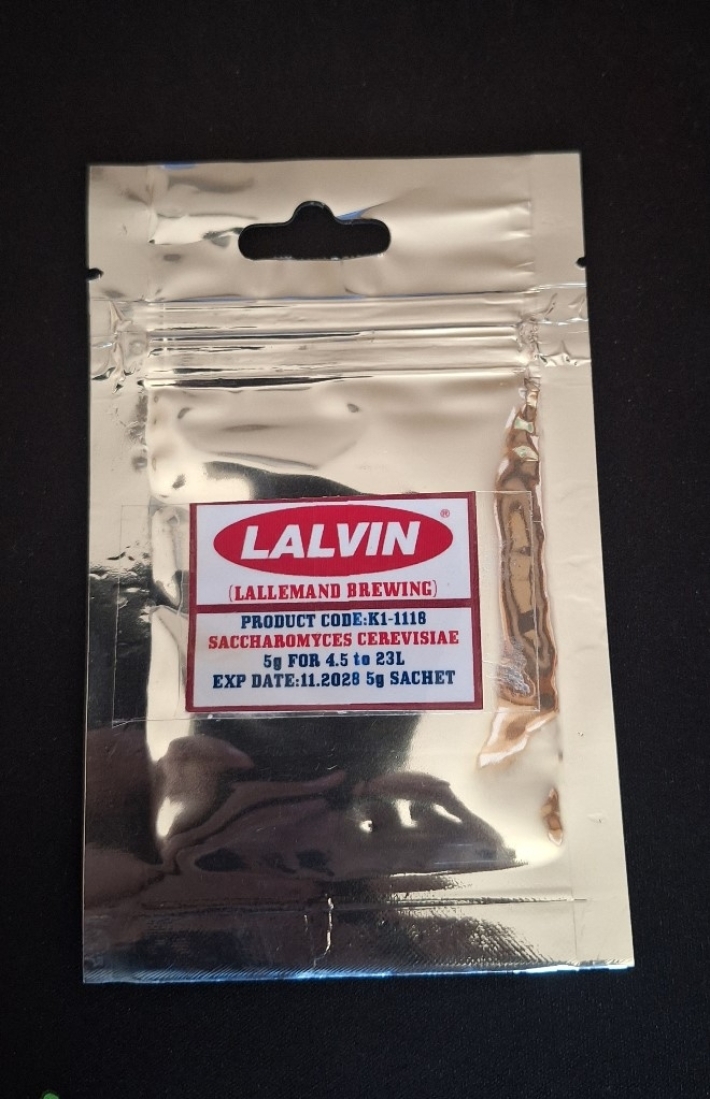 LALVIN ®
(LALLEMAND BREWING)
PRODUCT CODE:K1-1118
SACCHAROMYCES CEREVISIAE
5g FOR 4.5 to 23L
EXP DATE:11.2028 5g SACHET